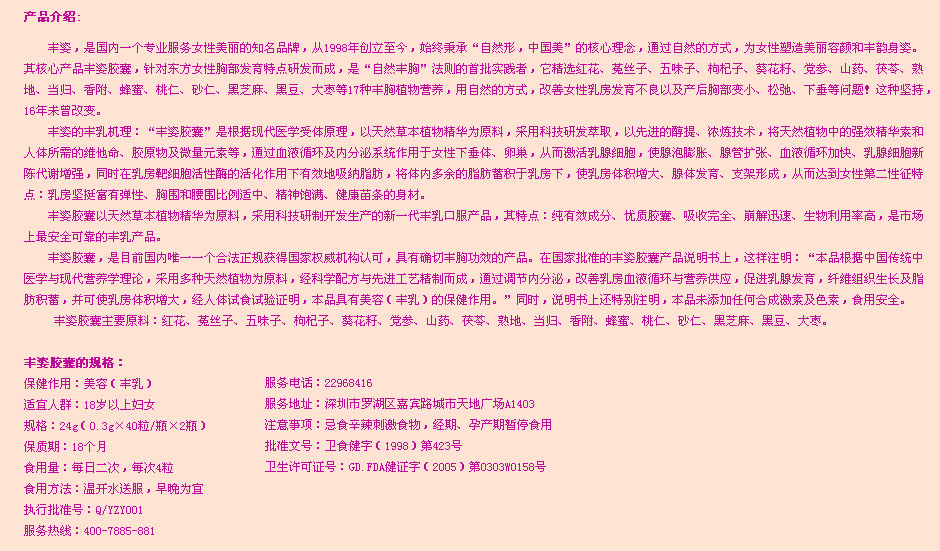 产品介绍：
丰姿，是国内一个专业服务女性美丽的知名品牌，从1998年创立至今，始终秉承“自然形，中国美”的核心理念，通过自然的方式，为女性塑造美丽容颜和丰韵身姿。
其核心产品丰姿胶囊，针对东方女性胸部发育特点研发而成，是“自然丰胸”法则的首批实践者，它精选红花、菟丝子、五味子、枸杞子、葵花籽、党参、山药、茯苓、熟
地、当归、香附、蜂蜜、桃仁、砂仁、黑芝麻、黑豆、大枣等17种丰胸植物营养，用自然的方式，改善女性乳房发育不良以及产后胸部变小、松弛、下垂等问题！这种坚持，
16年未曾改变。
丰姿的丰乳机理：“丰姿胶囊”是根据现代医学受体原理，以天然草本植物精华为原料，采用科技研发萃取，以先进的醇提、浓炼技术，将天然植物中的强效精华素和
人体所需的维他命、胶原物及微量元素等，通过血液循环及内分泌系统作用于女性下垂体、卵巢，从而激活乳腺细胞，使腺泡膨胀、腺管扩张、血液循环加快、乳腺细胞新
陈代谢增强，同时在乳房靶细胞活性酶的活化作用下有效地吸纳脂肪，将体内多余的脂肪蓄积于乳房下，使乳房体积增大、腺体发育、支架形成，从而达到女性第二性征特
点：乳房坚挺富有弹性、胸围和腰围比例适中、精神饱满、健康苗条的身材。
丰姿胶囊以天然草本植物精华为原料，采用科技研制开发生产的新一代丰乳口服产品，其特点：纯有效成分、优质胶囊、吸收完全、崩解迅速、生物利用率高，是市场
上最安全可靠的丰乳产品。
丰姿胶囊，是目前国内唯一一个合法正规获得国家权威机构认可，具有确切丰胸功效的产品。在国家批准的丰姿胶囊产品说明书上，这样注明：“本品根据中国传统中
医学与现代营养学理论，采用多种天然植物为原料，经科学配方与先进工艺精制而成，通过调节内分泌，改善乳房血液循环与营养供应，促进乳腺发育，纤维组织生长及脂
肪积蓄，并可使乳房体积增大，经人体试食试验证明，本品具有美容（丰乳）的保健作用。”同时，说明书上还特别注明，本品未添加任何合成激素及色素，食用安全。
丰姿胶囊主要原料：红花、菟丝子、五味子、枸杞子、葵花籽、党参、山药、茯苓、熟地、当归、香附、蜂蜜、桃仁、砂仁、黑芝麻、黑豆、大枣。
丰姿胶囊的规格：
保健作用：美容（丰乳） 服务电话：22968416
适宜人群：18岁以上妇女 服务地址：深圳市罗湖区嘉宾路城市天地广场A1403
规格：24g（0.3g×40粒/瓶×2瓶） 注意事项：忌食辛辣刺激食物，经期、孕产期暂停食用
保质期：18个月 批准文号：卫食健字（1998）第423号
食用量：每日二次，每次4粒 卫生许可证号：GD.FDA健证字（2005）第0303W0158号
食用方法：温开水送服，早晚为宜
执行批准号：Q/YZY001
服务热线：400-7885-881